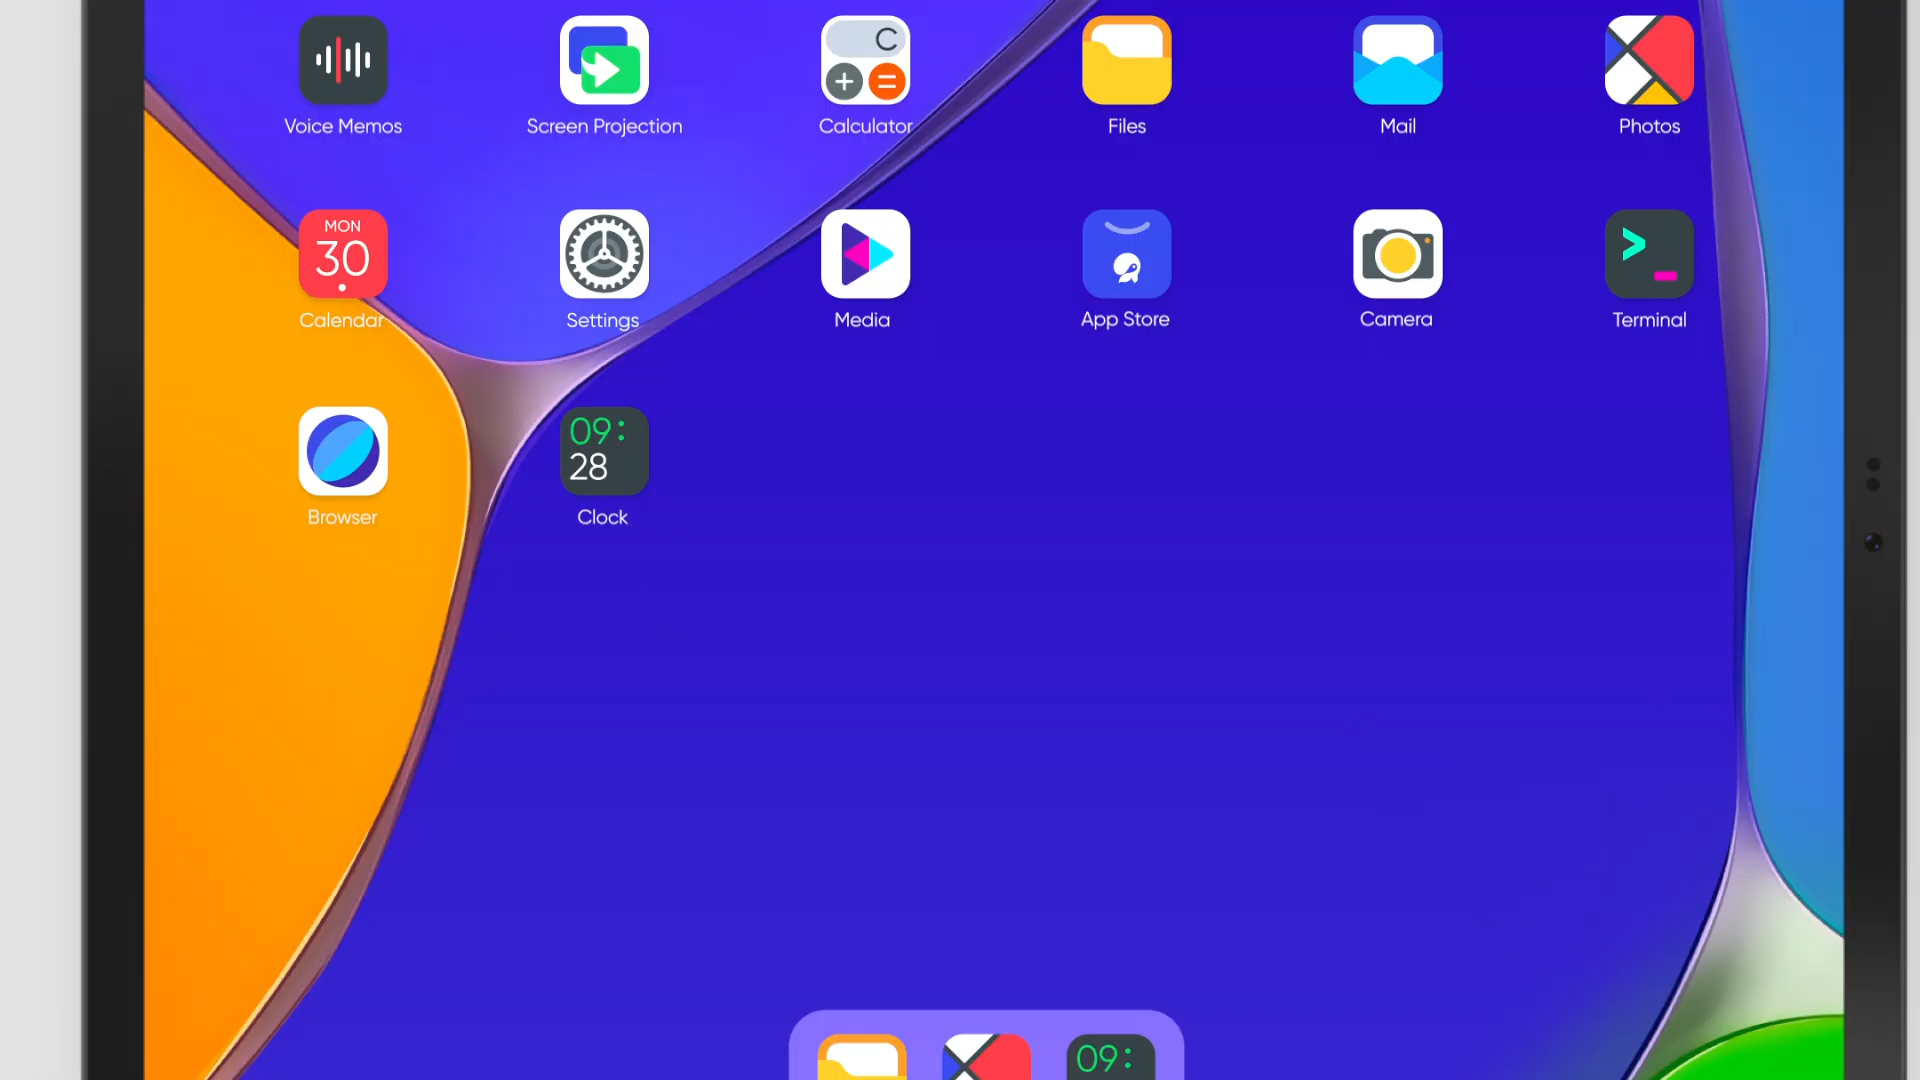 C
Voice Memos
Screen Projection
Calculator
Files
Mail
Photos
MON
30
Calendar
Settings
Media
App Store
Camera
Terminal
09:
28
Browser
Clock
09: